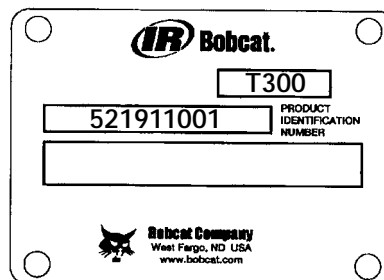 IR Bobcat.
T300
521911001
PRODUCT
IDENTIFICATION
NUMBER
Bobcat Company
West Fargo, ND USA
www.bobcat.com